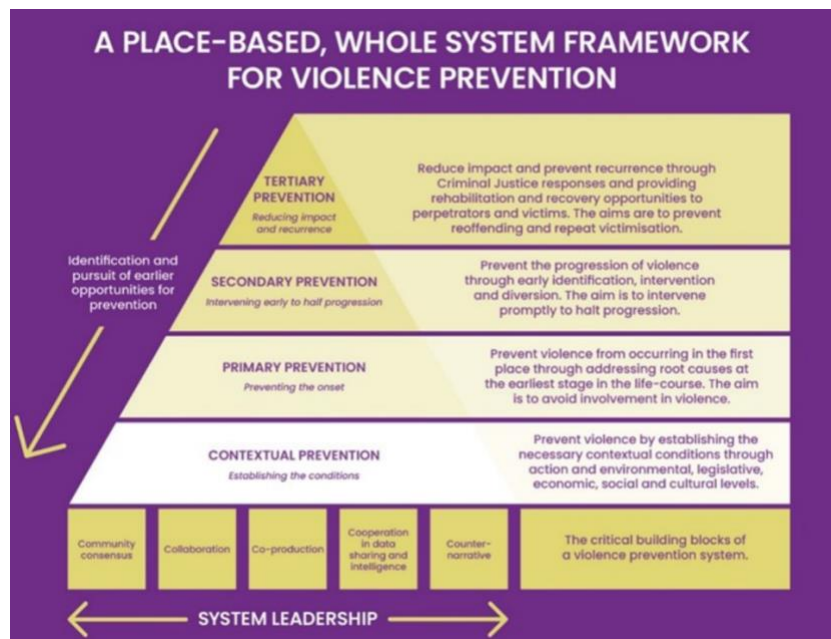 A PLACE-BASED, WHOLE SYSTEM FRAMEWORK
FOR VIOLENCE PREVENTION
Identification and
pursuit of earlier
opportunities for
prevention
TERTIARY
PREVENTION
Reducing impact
and recurrence
Reduce impact and prevent recurrence through
Criminal Justice responses and providing
rehabilitation and recovery opportunities to
perpetrators and victims. The aims are to prevent
reoffending and repeat victimisation.
SECONDARY PREVENTION
Intervening early to half progression
Prevent the progression of violence
through early identification, intervention
and diversion. The aim is to intervene
promptly to halt progression.
PRIMARY PREVENTION
Preventing the onset
Prevent violence from occurring in the first
place through addressing root causes at
the earliest stage in the life-course. The aim
is to avoid involvement in violence.
CONTEXTUAL PREVENTION
Establishing the conditions
Prevent violence by establishing the
necessary contextual conditions through
action and environmental, legislative,
economic, social and cultural levels.
Community
consensus
Collaboration
Co-production
Cooperation
in data
sharing and
intelligence
Counter-
narrative
The critical building blocks of
a violence prevention system.
SYSTEM LEADERSHIP